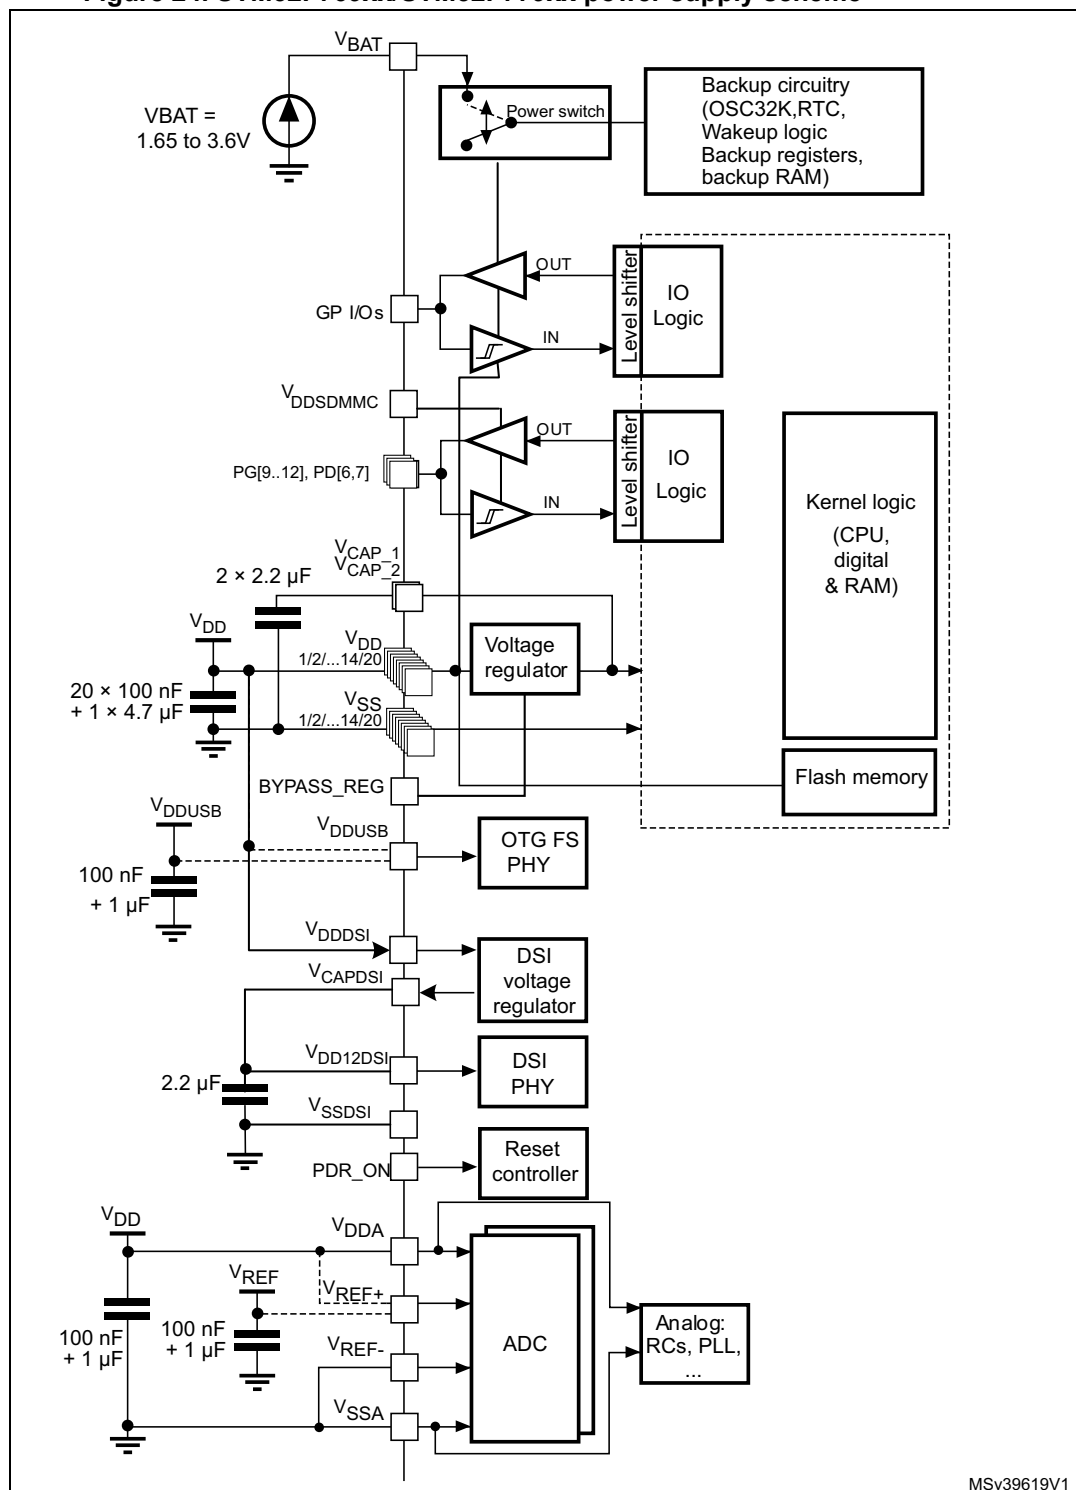 VBAT
VBAT =
1.65 to 3.6V
Power switch
Backup circuitry
(OSC32K,RTC,
Wakeup logic
Backup registers,
backup RAM)
OUT
GP I/Os
IN
Level shifter
IO
Logic
VDDSDMMC
OUT
PG[9..12], PD[6,7]
IN
Level shifter
IO
Logic
Kernel logic
(CPU,
digital
& RAM)
VCAP_1
VCAP_2
2 × 2.2 μF
VDD
VDD
1/2/...14/20
Voltage
regulator
20 × 100 nF
+ 1 × 4.7 μF
VSS
1/2/...14/20
BYPASS_REG
Flash memory
VDDUSB
VDDUSB
OTG FS
PHY
100 nF
+ 1 μF
VDDDSI
DSI
voltage
regulator
VCAPDSI
VDD12DSI
DSI
PHY
2.2 μF
VSSDSI
PDR_ON
Reset
controller
VDD
VDDA
VREF
VREF+
100 nF
+ 1 μF
100 nF
+ 1 μF
VREF-
ADC
Analog:
RCs, PLL,
...
VSSA
MSv39619V1